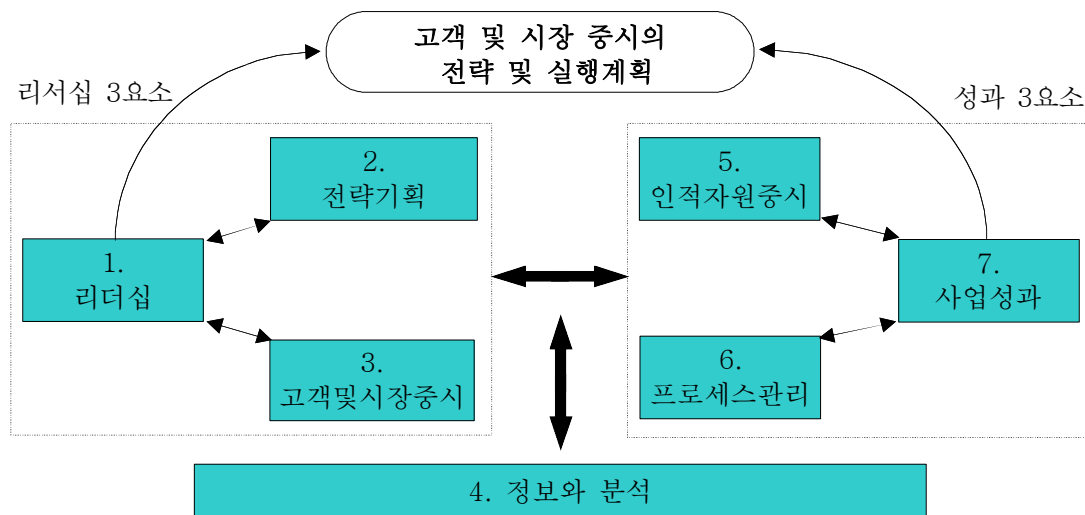 고객 및 시장 중시의
전략 및 실행계획
리서십 3요소
성과 3요소
1.
리더십
2.
전략기획
3.
고객및시장중시
5.
인적자원중시
6.
프로세스관리
7.
사업성과
4. 정보와 분석